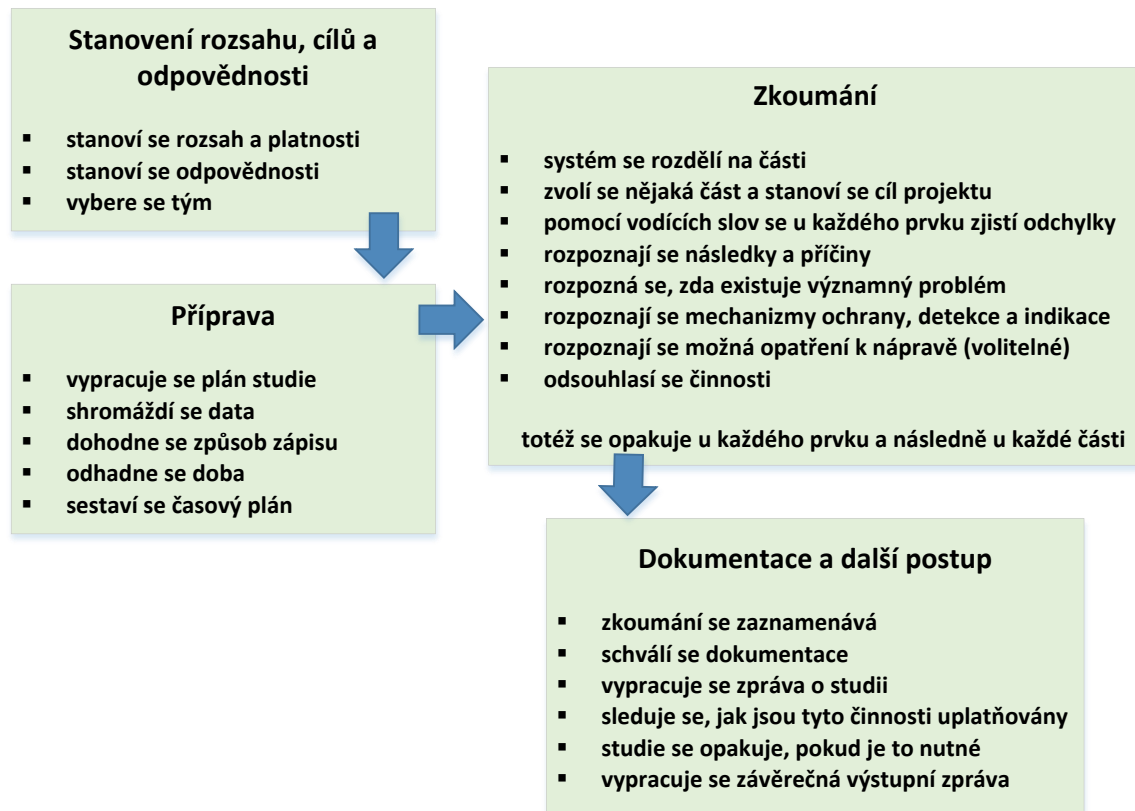 Stanovení rozsahu, cílů a
odpovědnosti
▪ stanoví se rozsah a platnosti
▪ stanoví se odpovědnosti
▪ vybere se tým
Příprava
▪ vypracuje se plán studie
▪ shromáždí se data
▪ dohodne se způsob zápisu
▪ odhadne se doba
▪ sestaví se časový plán
Zkoumání
▪ systém se rozdělí na části
▪ zvolí se nějaká část a stanoví se cíl projektu
▪ pomocí vodících slov se u každého prvku zjistí odchylky
▪ rozpoznají se následky a příčiny
▪ rozpozná se, zda existuje významný problém
▪ rozpoznají se mechanizmy ochrany, detekce a indikace
▪ rozpoznají se možná opatření k nápravě (volitelné)
▪ odsouhlasí se činnosti
totéž se opakuje u každého prvku a následně u každé části
Dokumentace a další postup
▪ zkoumání se zaznamenává
▪ schválí se dokumentace
▪ vypracuje se zpráva o studii
▪ sleduje se, jak jsou tyto činnosti uplatňovány
▪ studie se opakuje, pokud je to nutné
▪ vypracuje se závěrečná výstupní zpráva